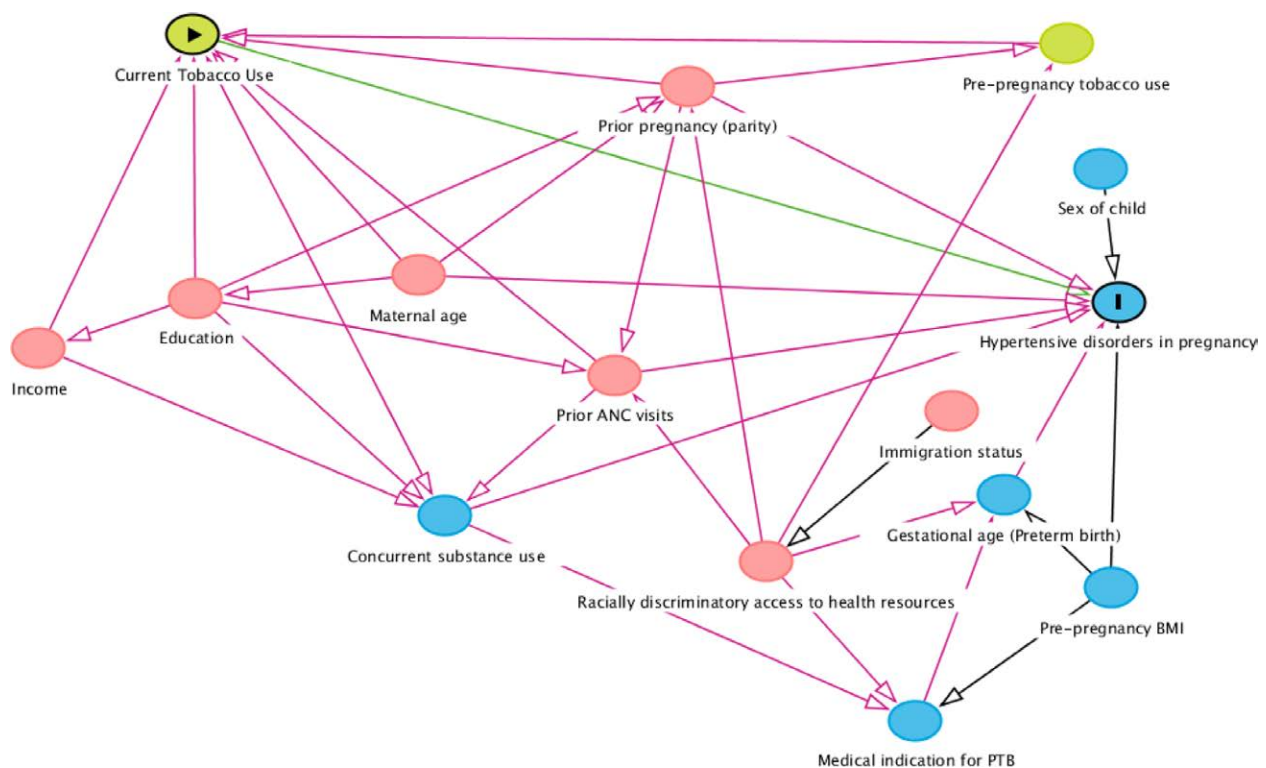 Current Tobacco Use
Pre-pregnancy tobacco use
Prior pregnancy (parity)
Sex of child
Maternal age
Education
Hypertensive disorders in pregnancy
Income
Prior ANC visits
Immigration status
Gestational age (Preterm birth)
Concurrent substance use
Racially discriminatory access to health resources
Pre-pregnancy BMI
Medical indication for PTB